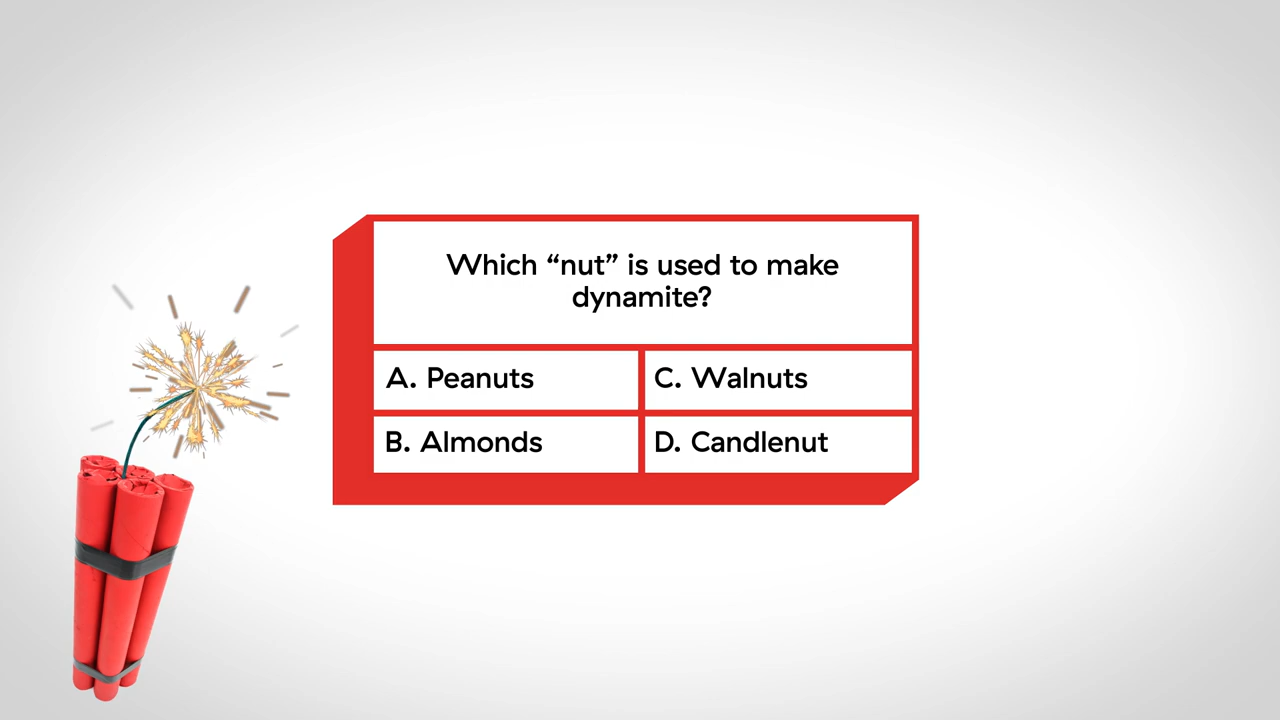 Which “nut” is used to make
dynamite?
A. Peanuts
B. Almonds
C. Walnuts
D. Candlenut